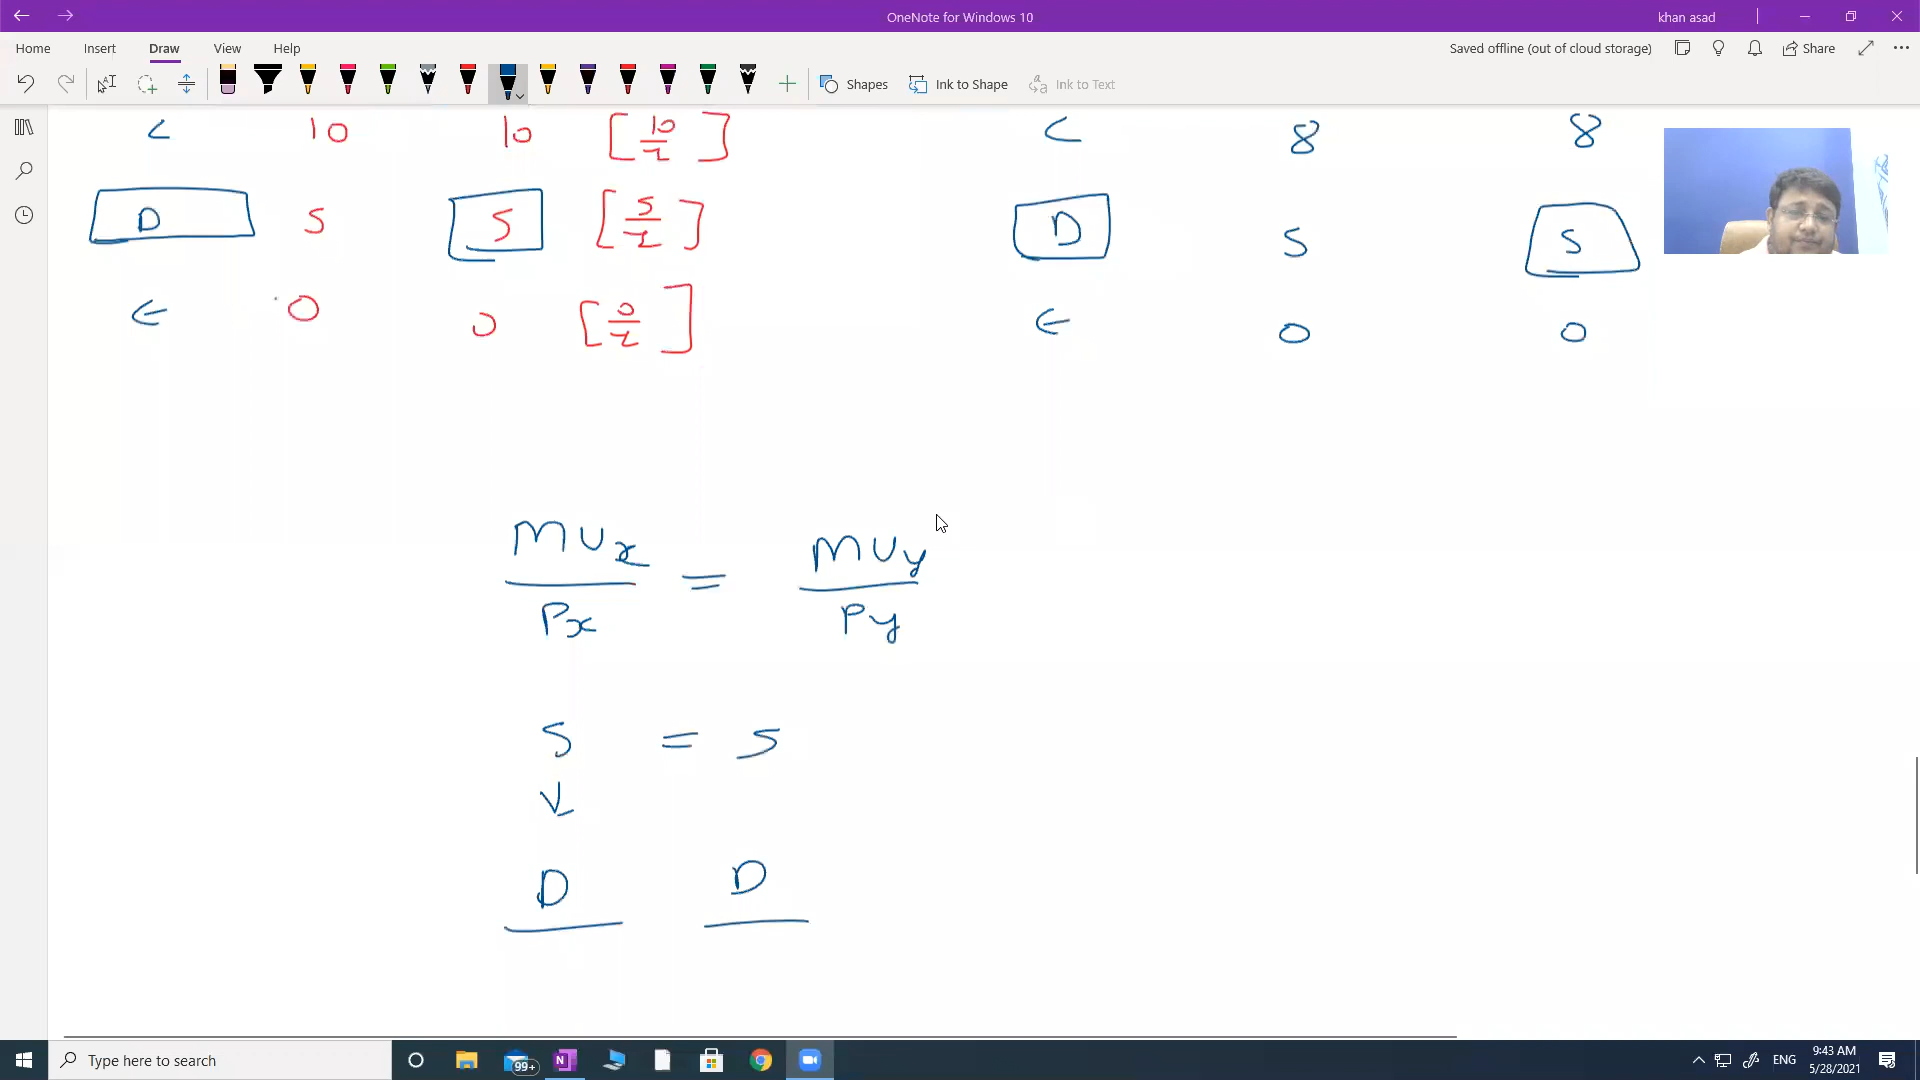 OneNote for Windows 10
khan asad
Home Insert Draw View Help
Saved offline (out of cloud storage)
Share
Shapes
Ink to Shape
Ink to Text
C 10 10
C 8 8
D 5 5
D 5 5
E 0 0
E 0 0
MUx = MUy
Px Py
5 = 5
D D
Type here to search
99+
ENG
9:43 AM
5/28/2021